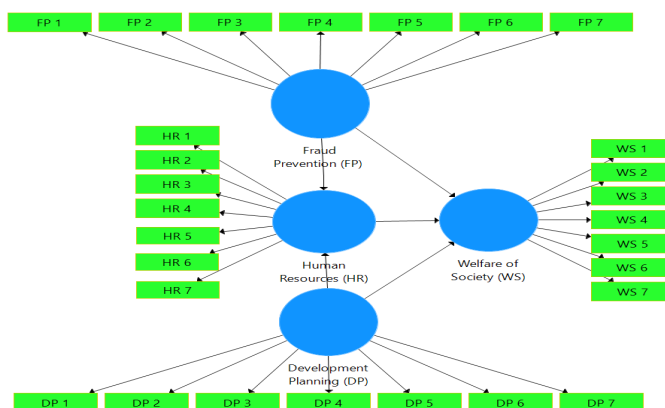 FP 1
FP 2
FP 3
FP 4
FP 5
FP 6
FP 7
Fraud
Prevention (FP)
HR 1
HR 2
HR 3
HR 4
HR 5
HR 6
HR 7
Human
Resources (HR)
WS 1
WS 2
WS 3
WS 4
WS 5
WS 6
WS 7
Welfare of
Society (WS)
Development
Planning (DP)
DP 1
DP 2
DP 3
DP 4
DP 5
DP 6
DP 7